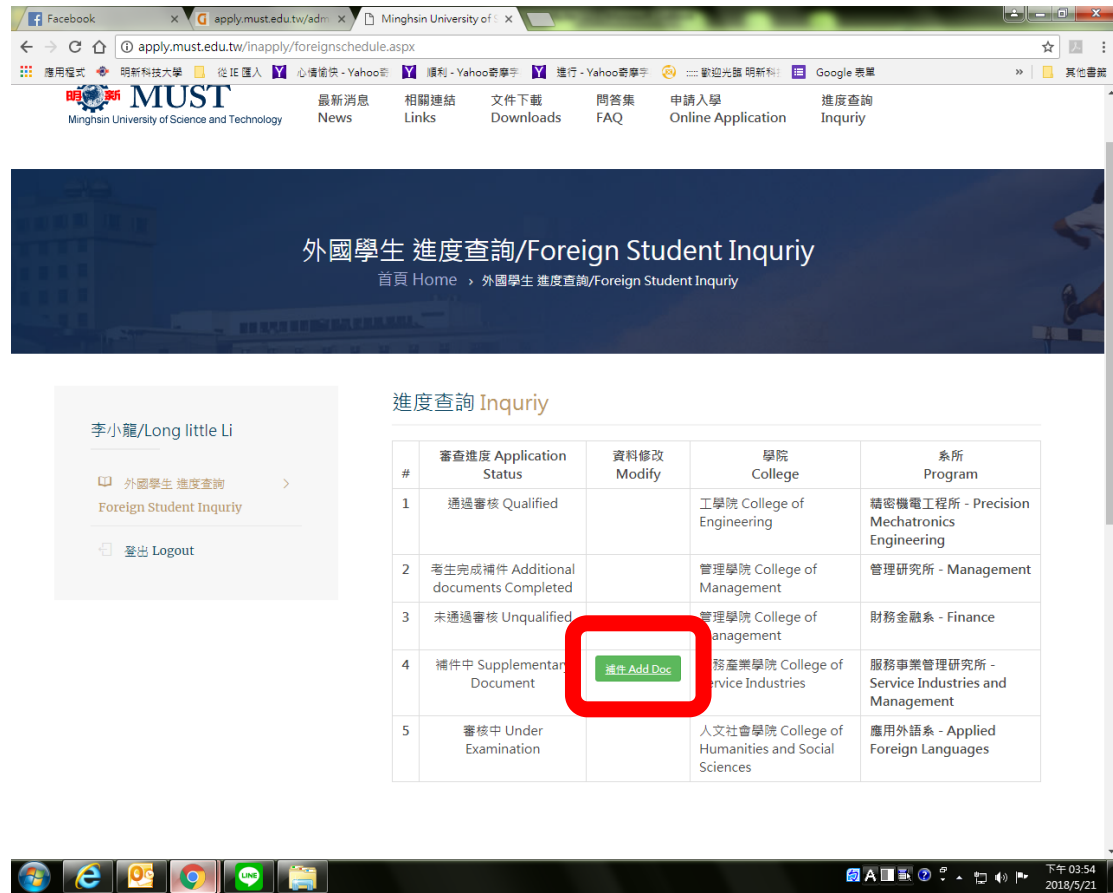 Facebook
apply.must.edu.tw/adm
Minghsin University of S
apply.must.edu.tw/inapply/foreignschedule.aspx
應用程式 明新科技大學 從 IE 匯入 心情愉快 - Yahoo奇 順利 - Yahoo奇摩字 進行 - Yahoo奇摩字 :::: 歡迎光臨 明新科 Google 表單 » 其他書籤
明新 MUST
Minghsin University of Science and Technology
最新消息 相關連結 文件下載 問答集 申請入學 進度查詢
News Links Downloads FAQ Online Application Inquriy
外國學生 進度查詢/Foreign Student Inquriy
首頁 Home › 外國學生 進度查詢/Foreign Student Inquriy
李小龍/Long little Li
外國學生 進度查詢
Foreign Student Inquriy
登出 Logout
進度查詢 Inquriy
# 審查進度 Application Status 資料修改 Modify 學院 College 系所 Program
1 通過審核 Qualified 工學院 College of Engineering 精密機電工程所 - Precision Mechatronics Engineering
2 考生完成補件 Additional documents Completed 管理學院 College of Management 管理研究所 - Management
3 未通過審核 Unqualified 管理學院 College of anagement 財務金融系 - Finance
4 補件中 Supplementary Document 補件 Add Doc 務產業學院 College of ervice Industries 服務事業管理研究所 - Service Industries and Management
5 審核中 Under Examination 人文社會學院 College of Humanities and Social Sciences 應用外語系 - Applied Foreign Languages
LINE
A
下午 03:54
2018/5/21